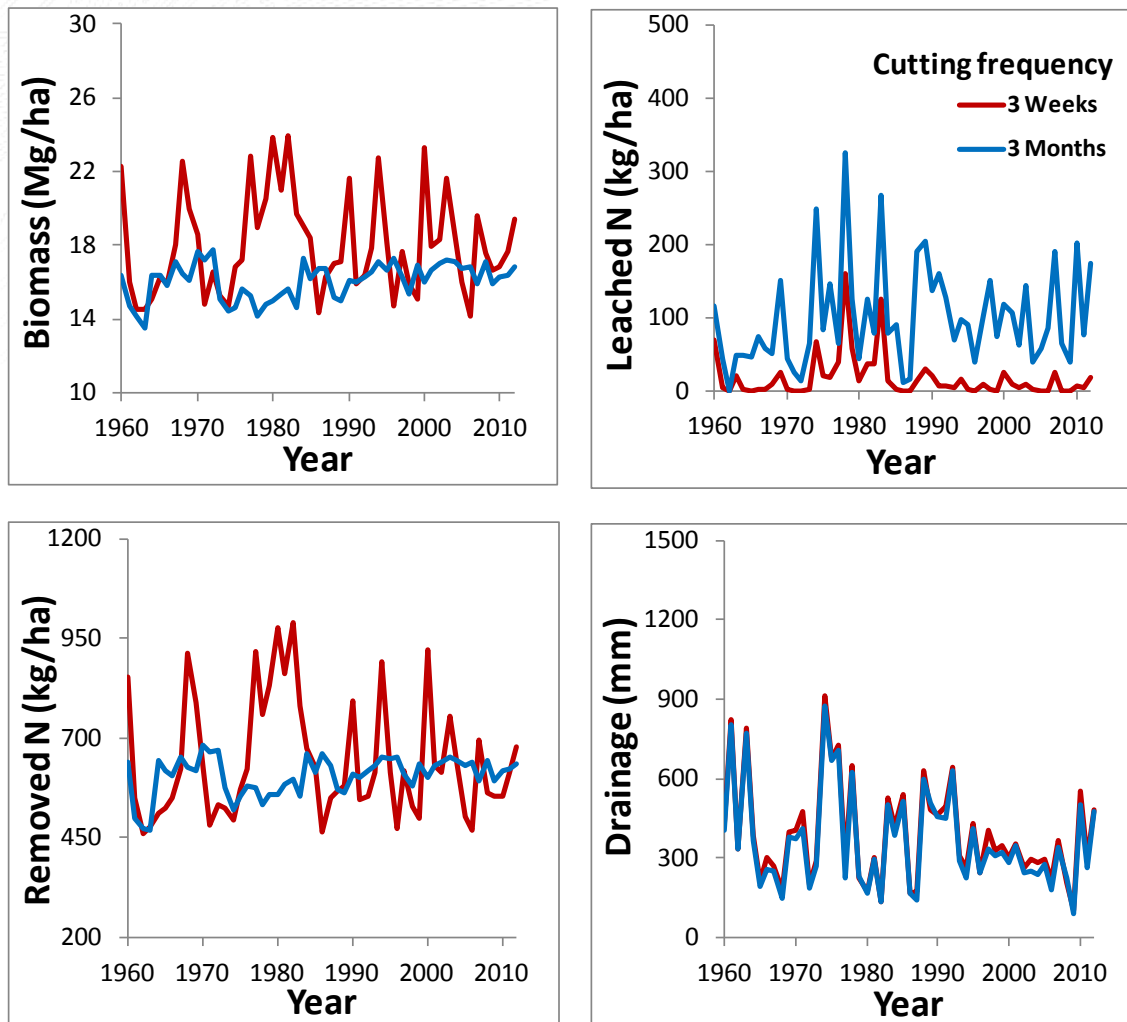 Biomass (Mg/ha)
30
26
22
18
14
10
1960 1970 1980 1990 2000 2010
Year
Leached N (kg/ha)
500
400
300
200
100
0
Cutting frequency
3 Weeks
3 Months
1960 1970 1980 1990 2000 2010
Year
Removed N (kg/ha)
1200
950
700
450
200
1960 1970 1980 1990 2000 2010
Year
Drainage (mm)
1500
1200
900
600
300
0
1960 1970 1980 1990 2000 2010
Year